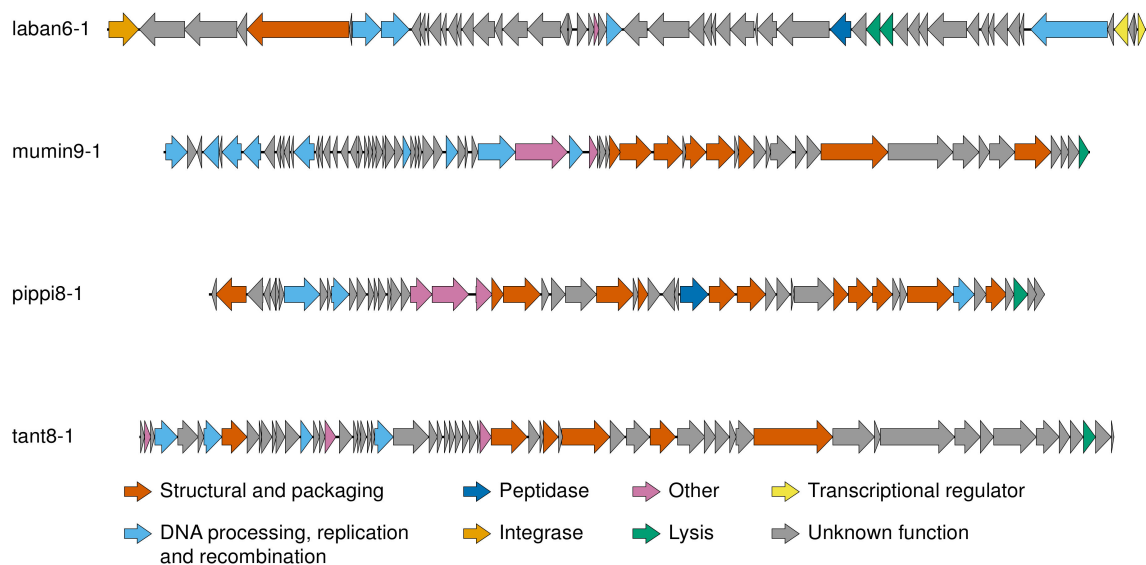 laban6-1
mumin9-1
pippi8-1
tant8-1
Structural and packaging
Peptidase
Other
Transcriptional regulator
DNA processing, replication
and recombination
Integrase
Lysis
Unknown function